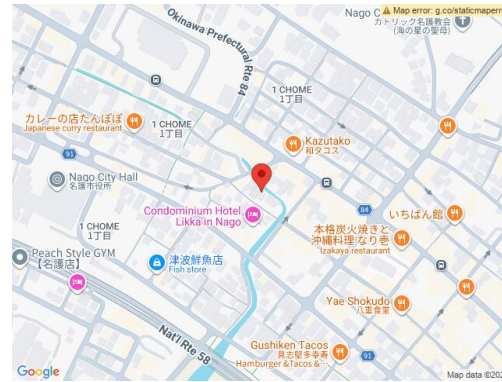 Map error: g.co/staticmaperr
Nago C
カトリック名護教会
(海の星の聖母)
Okinawa Prefectural Rte 84
1 CHOME
1丁目
カレーの店たんぽぽ
Japanese curry restaurant
1 CHOME
1丁目
Kazutako
和タコス
91
Nago City Hall
名護市役所
84
いちばん館
Condominium Hotel
Likka in Nago
本格炭火焼きと
沖縄料理 なり壱
Izakaya restaurant
1 CHOME
1丁目
Peach Style GYM
【名護店】
津波鮮魚店
Fish store
Yae Shokudo
八重食堂
Nat'l Rte 58
Gushiken Tacos
具志堅多幸寿
Hamburger &Tacos &…
91
Google
Map data ©202